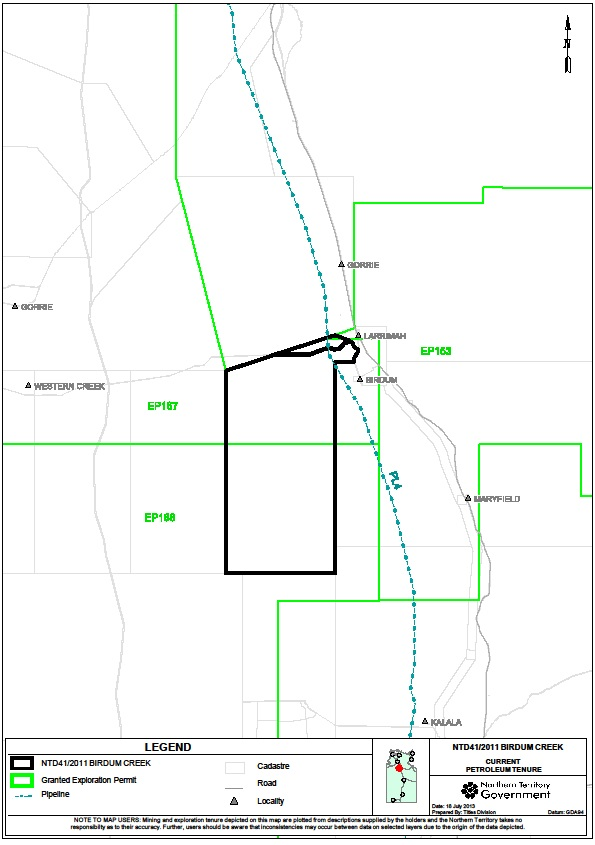 N
GORRIE
GORRIE
LARRIMAH
EP153
BIRDUM
WESTERN CREEK
EP167
MARYFIELD
EP168
KALALA
LEGEND
NTD41/2011 BIRDUM CREEK
Granted Exploration Permit
Pipeline
Cadastre
Road
Locality
NTD41/2011 BIRDUM CREEK
CURRENT
PETROLEUM TENURE
Northern Territory
Government
Date: 18 July 2013
Prepared By: Titles Division
Datum: GDA94
NOTE TO MAP USERS: Mining and exploration tenure depicted on this map are plotted from descriptions supplied by the holders and the Northern Territory takes no
responsibility as to their accuracy. Further, users should be aware that inconsistencies may occur between data on selected layers due to the origin of the data depicted.